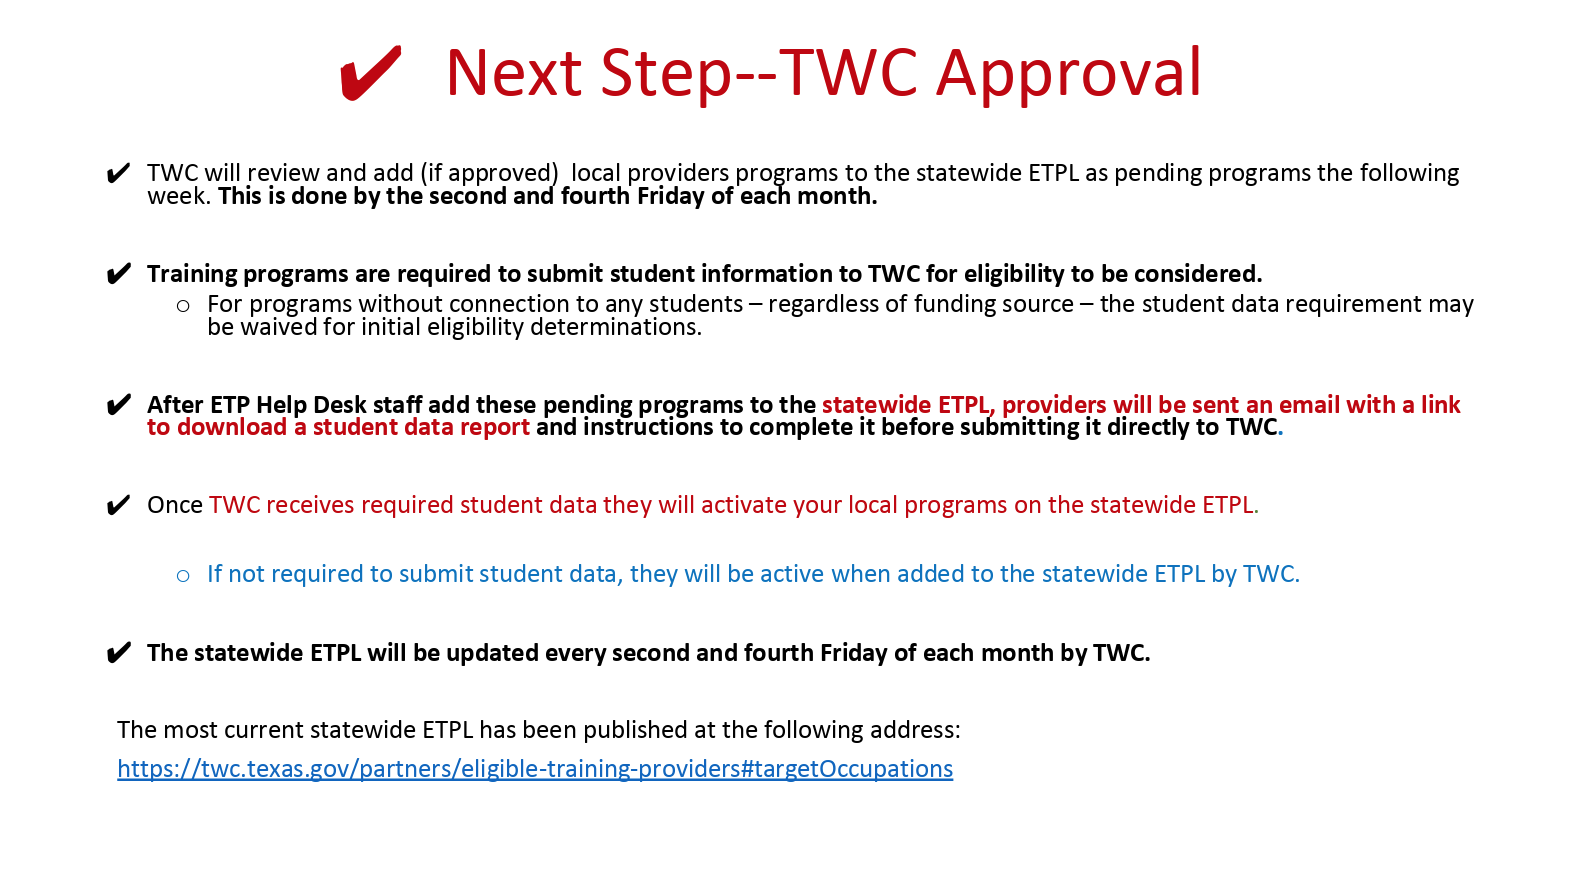 ✔ Next Step--TWC Approval
✔ TWC will review and add (if approved)  local providers programs to the statewide ETPL as pending programs the following
week. This is done by the second and fourth Friday of each month.
✔ Training programs are required to submit student information to TWC for eligibility to be considered.
○ For programs without connection to any students – regardless of funding source – the student data requirement may
be waived for initial eligibility determinations.
✔ After ETP Help Desk staff add these pending programs to the statewide ETPL, providers will be sent an email with a link
to download a student data report and instructions to complete it before submitting it directly to TWC.
✔ Once TWC receives required student data they will activate your local programs on the statewide ETPL.
○ If not required to submit student data, they will be active when added to the statewide ETPL by TWC.
✔ The statewide ETPL will be updated every second and fourth Friday of each month by TWC.
The most current statewide ETPL has been published at the following address:
https://twc.texas.gov/partners/eligible-training-providers#targetOccupations